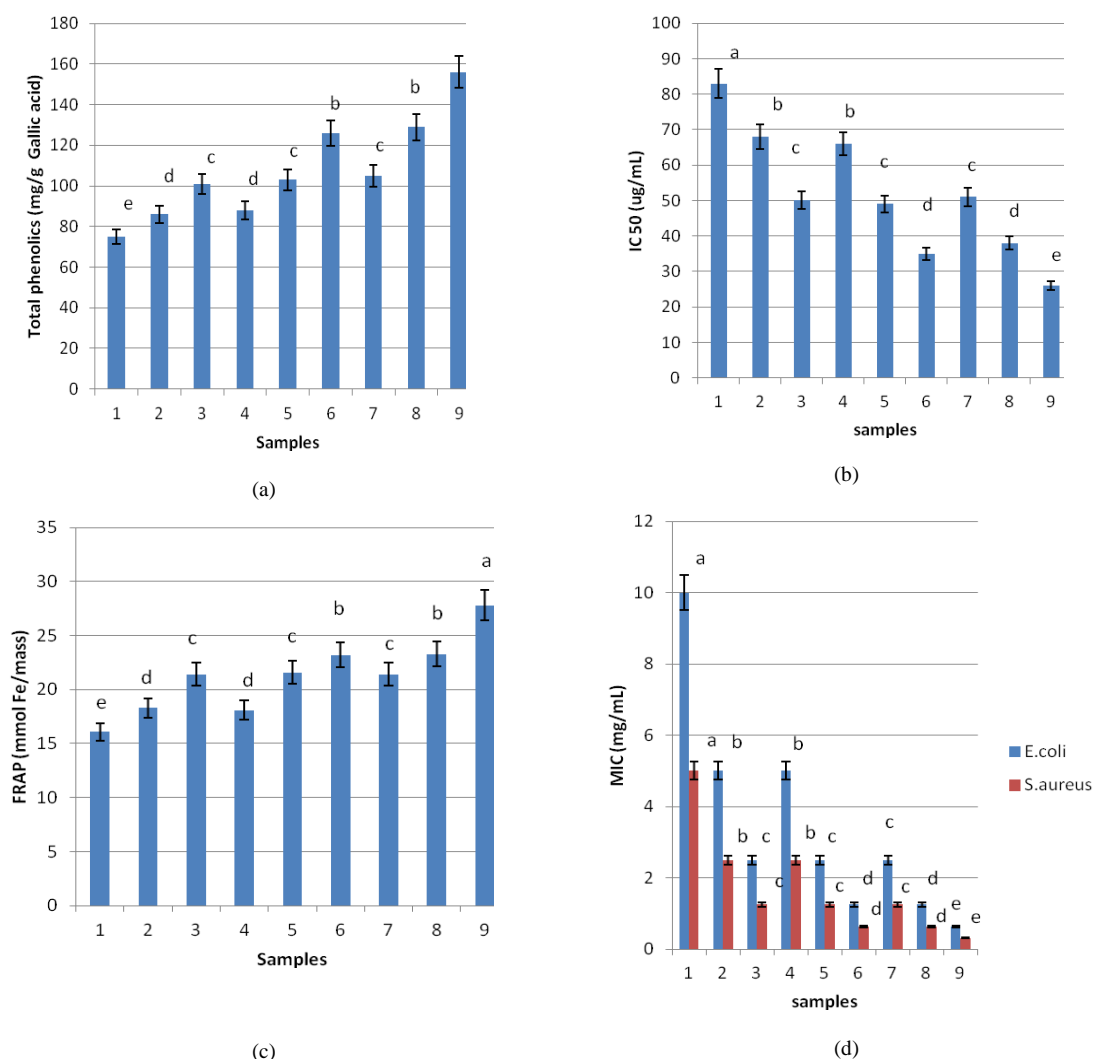 180
160
140
120
100
80
60
40
20
0
Total phenolics (mg/g Gallic acid)
e
d
c
d
c
b
c
b
1 2 3 4 5 6 7 8 9
Samples
(a)
100
90
80
70
60
50
40
30
20
10
0
IC 50 (ug/mL)
a
b
c
b
c
d
c
d
e
1 2 3 4 5 6 7 8 9
samples
(b)
35
30
25
20
15
10
5
0
FRAP (mmol Fe/mass)
e
d
c
d
c
b
c
b
a
1 2 3 4 5 6 7 8 9
Samples
(c)
12
10
8
6
4
2
0
MIC (mg/mL)
a
a b b
b c b c c
c c d c d
d d e e
1 2 3 4 5 6 7 8 9
samples
E.coli
S.aureus
(d)